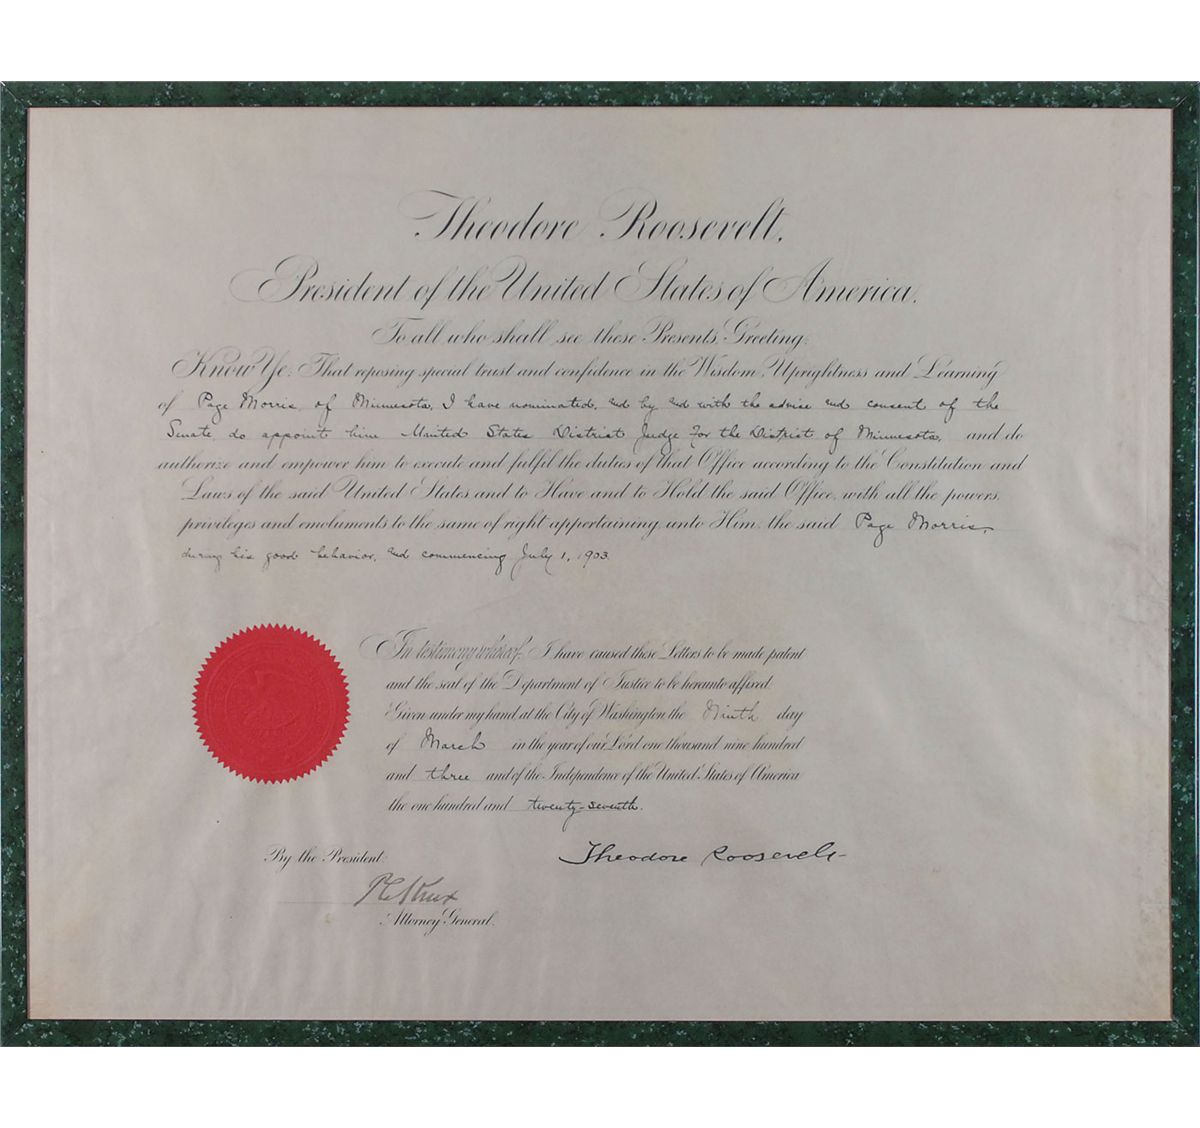 Theodore Roosevelt,
President of the United States of America,
To all who shall see these Presents, Greeting:
Know Ye; That reposing special trust and confidence in the Wisdom, Uprightness and Learning
of Page Morris, of Minnesota, I have nominated, and by and with the advise and consent of the
Senate, do appoint him United States District Judge for the District of Minnesota, and do
authorize and empower him to execute and fulfil the duties of that Office according to the Constitution and
Laws of the said United States and to Have and to Hold the said Office, with all the powers,
privileges and emoluments to the same of right appertaining unto Him, the said Page Morris,
during his good behavior, and commencing July 1, 1903.
In testimony whereof, I have caused these Letters to be made patent
and the seal of the Department of Justice to be hereunto affixed.
Given under my hand at the City of Washington the Ninth day
of March in the year of our Lord one thousand nine hundred
and three and of the Independence of the United States of America
the one hundred and twenty-seventh.
By the President: Theodore Roosevelt
P C Knox
Attorney General.